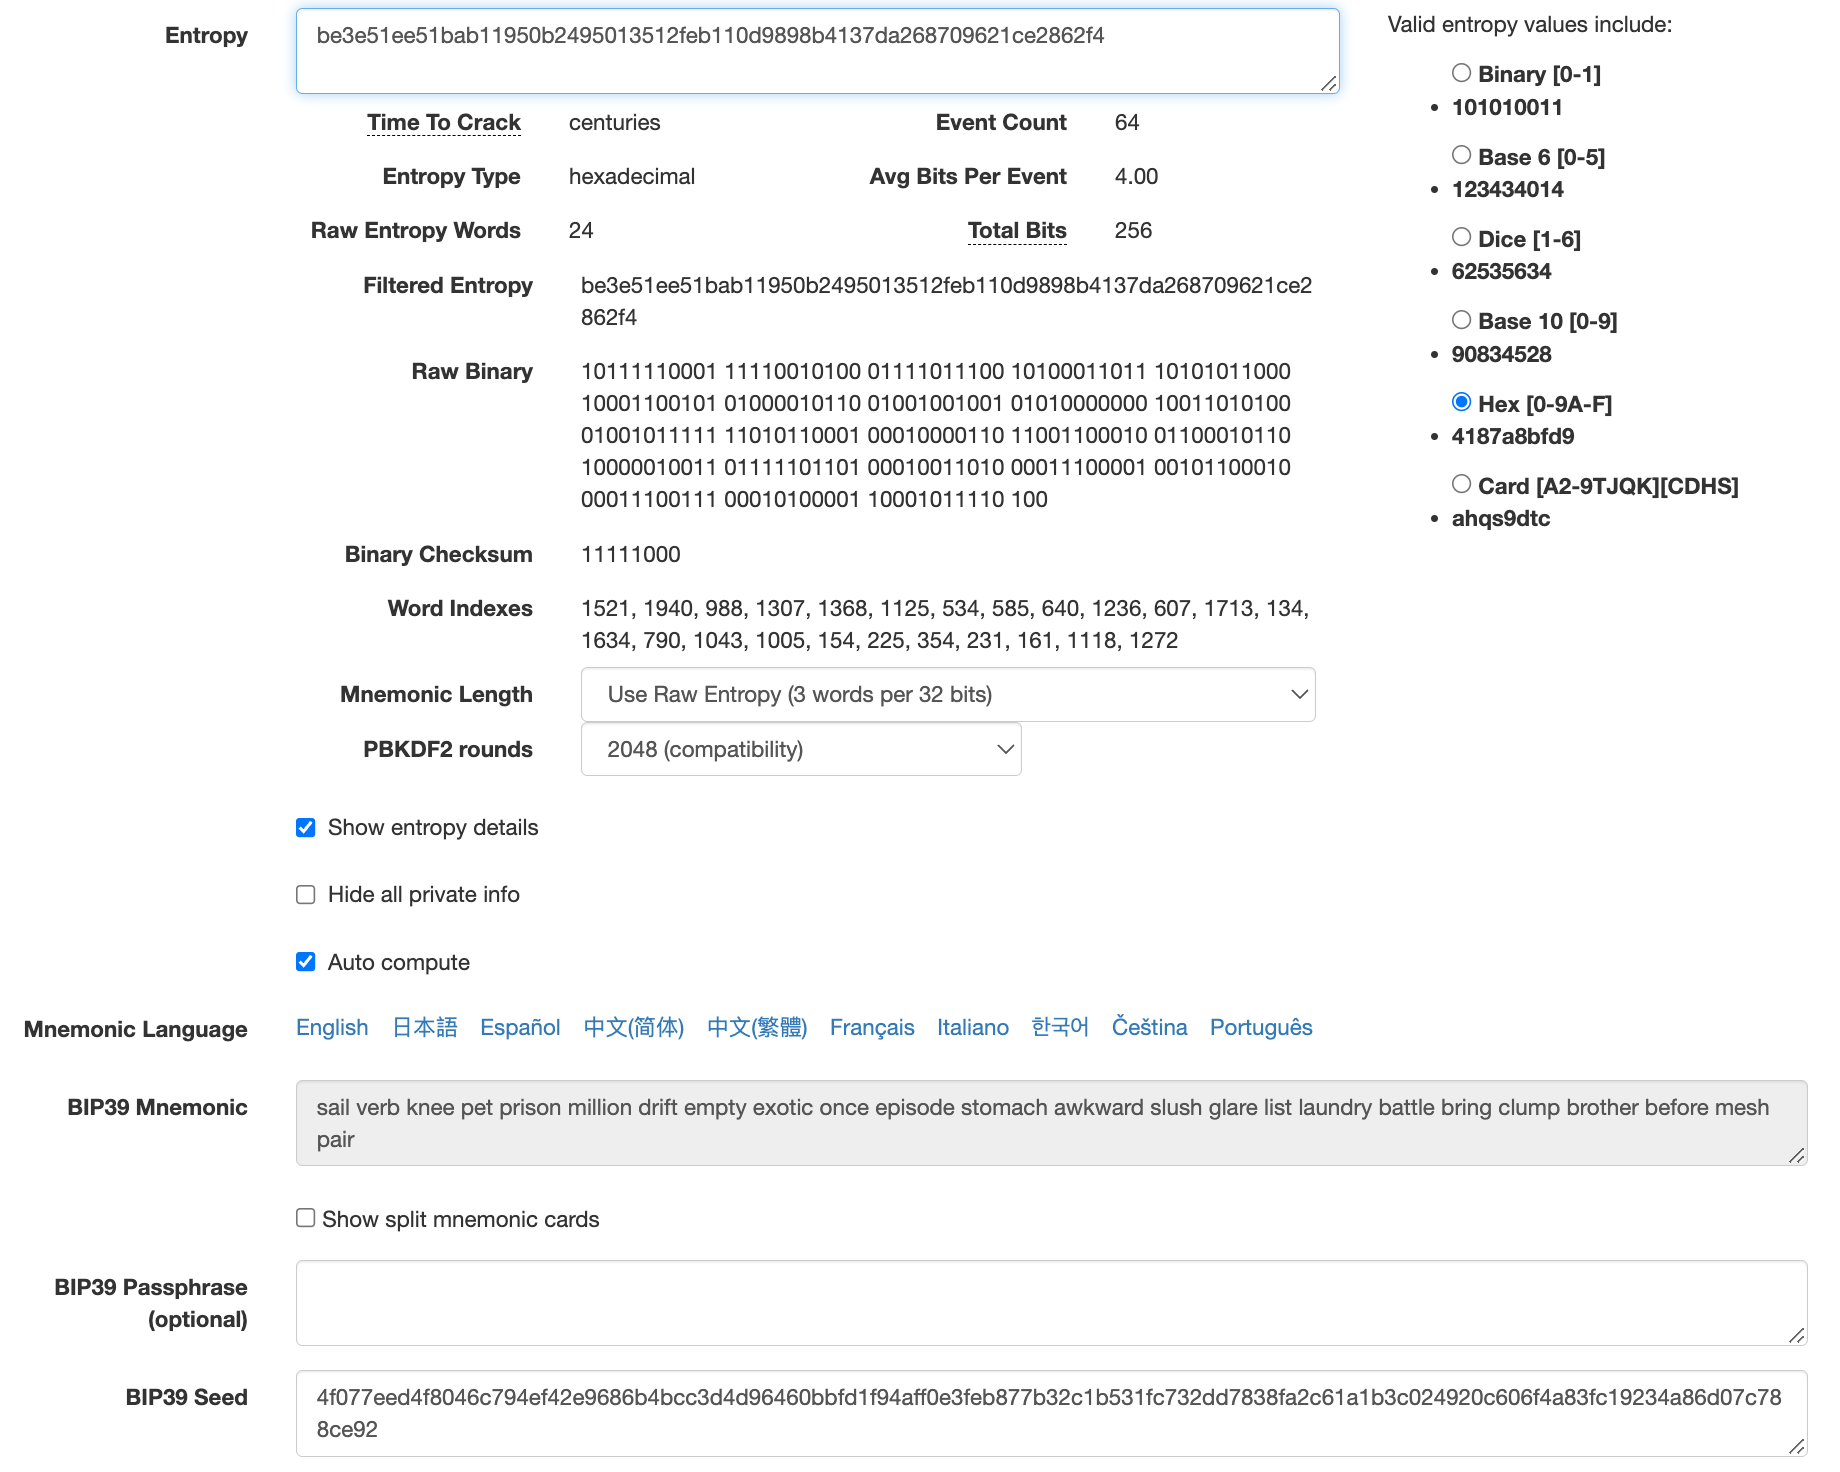 Entropy
be3e51ee51bab11950b2495013512feb110d9898b4137da268709621ce2862f4
Time To Crack centuries Event Count 64
Entropy Type hexadecimal Avg Bits Per Event 4.00
Raw Entropy Words 24 Total Bits 256
Filtered Entropy be3e51ee51bab11950b2495013512feb110d9898b4137da268709621ce2
862f4
Raw Binary 10111110001 11110010100 01111011100 10100011011 10101011000
10001100101 01000010110 01001001001 01010000000 10011010100
01001011111 11010110001 00010000110 11001100010 01100010110
10000010011 01111101101 00010011010 00011100001 00101100010
00011100111 00010100001 10001011110 100
Binary Checksum 11111000
Word Indexes 1521, 1940, 988, 1307, 1368, 1125, 534, 585, 640, 1236, 607, 1713, 134,
1634, 790, 1043, 1005, 154, 225, 354, 231, 161, 1118, 1272
Mnemonic Length Use Raw Entropy (3 words per 32 bits)
PBKDF2 rounds 2048 (compatibility)
Valid entropy values include:
Binary [0-1]
• 101010011
Base 6 [0-5]
• 123434014
Dice [1-6]
• 62535634
Base 10 [0-9]
• 90834528
Hex [0-9A-F]
• 4187a8bfd9
Card [A2-9TJQK][CDHS]
• ahqs9dtc
Show entropy details
Hide all private info
Auto compute
Mnemonic Language English 日本語 Español 中文(简体) 中文(繁體) Français Italiano 한국어 Čeština Português
BIP39 Mnemonic sail verb knee pet prison million drift empty exotic once episode stomach awkward slush glare list laundry battle bring clump brother before mesh
pair
Show split mnemonic cards
BIP39 Passphrase
(optional)
BIP39 Seed 4f077eed4f8046c794ef42e9686b4bcc3d4d96460bbfd1f94aff0e3feb877b32c1b531fc732dd7838fa2c61a1b3c024920c606f4a83fc19234a86d07c78
8ce92